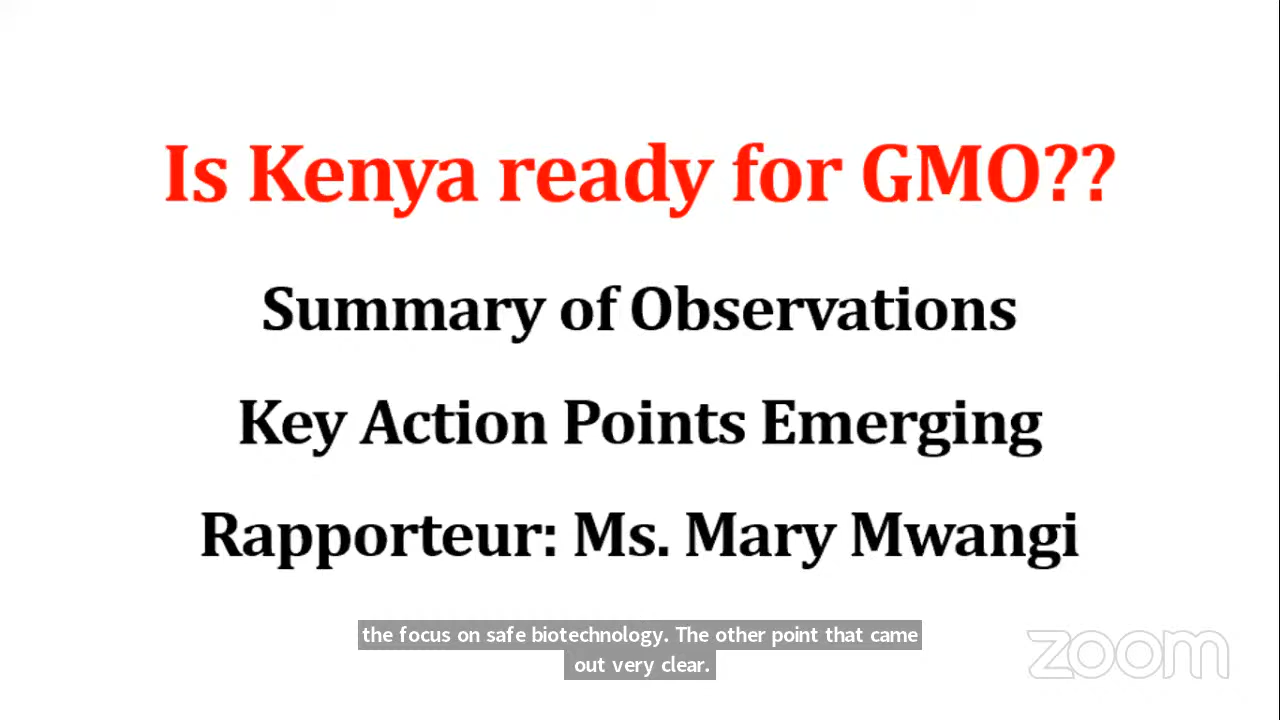 Is Kenya ready for GMO??
Summary of Observations
Key Action Points Emerging
Rapporteur: Ms. Mary Mwangi
the focus on safe biotechnology. The other point that came
out very clear.
zoom